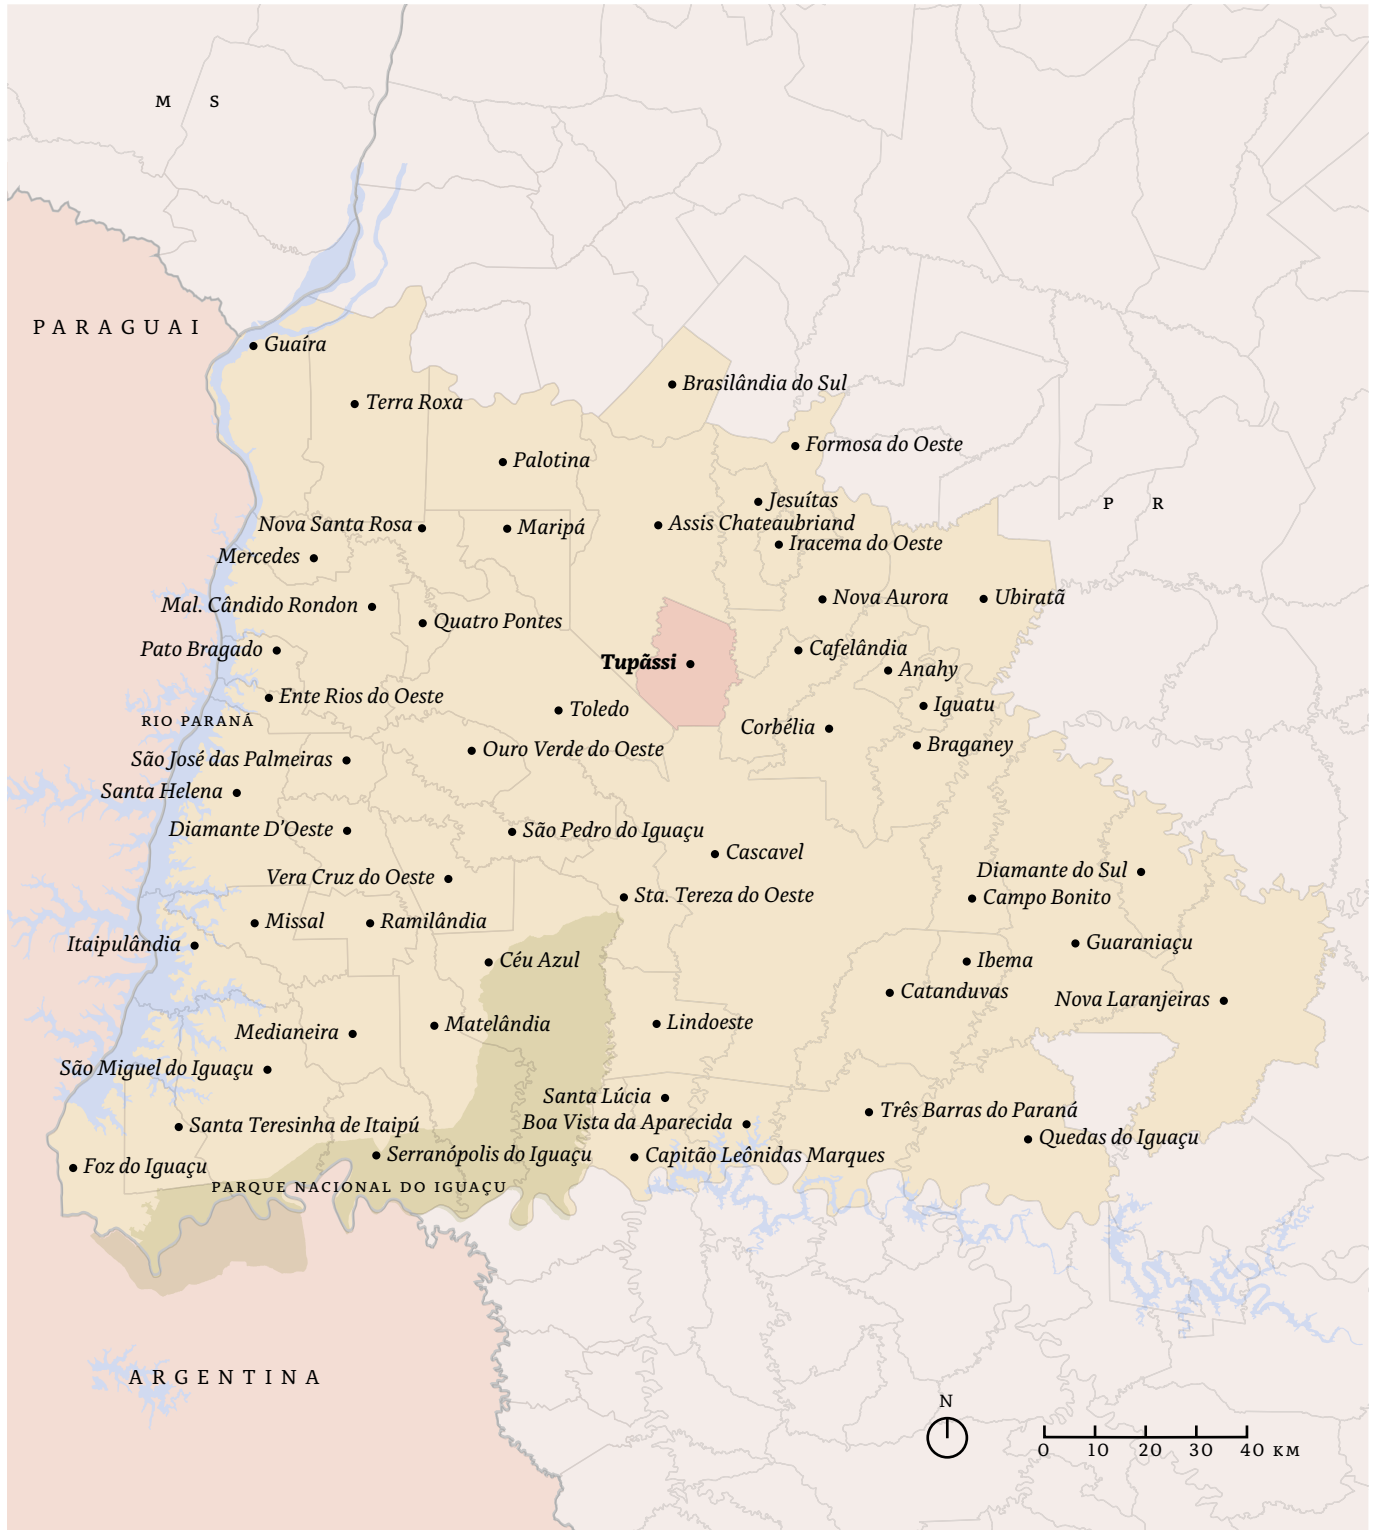 M S
PARAGUAI
Guaíra
Brasilândia do Sul
Terra Roxa
Formosa do Oeste
Palotina
Jesuítas
P R
Nova Santa Rosa
Maripá
Assis Chateaubriand
Iracema do Oeste
Mercedes
Mal. Cândido Rondon
Nova Aurora
Ubiratã
Quatro Pontes
Pato Bragado
Tupãssi
Cafelândia
Anahy
Ente Rios do Oeste
Toledo
Iguatu
RIO PARANÁ
Corbélia
Braganey
Ouro Verde do Oeste
São José das Palmeiras
Santa Helena
Diamante D'Oeste
São Pedro do Iguaçu
Cascavel
Vera Cruz do Oeste
Diamante do Sul
Sta. Tereza do Oeste
Campo Bonito
Missal
Ramilândia
Itaipulândia
Guaraniaçu
Céu Azul
Ibema
Catanduvas
Nova Laranjeiras
Medianeira
Matelândia
Lindoeste
São Miguel do Iguaçu
Santa Lúcia
Três Barras do Paraná
Santa Teresinha de Itaipú
Boa Vista da Aparecida
Quedas do Iguaçu
Foz do Iguaçu
Serranópolis do Iguaçu
Capitão Leônidas Marques
PARQUE NACIONAL DO IGUAÇU
ARGENTINA
N
0 10 20 30 40 KM